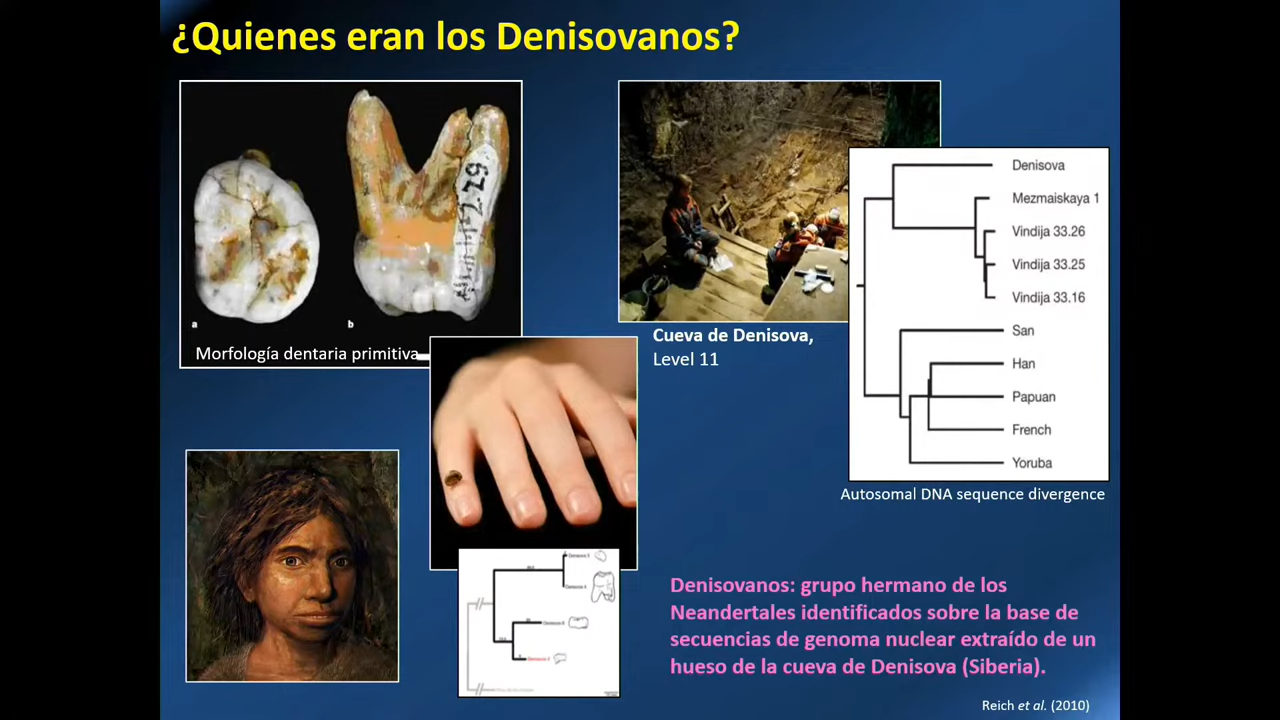 ¿Quienes eran los Denisovanos?
a
b
Morfología dentaria primitiva
Cueva de Denisova,
Level 11
Denisova
Mezmaiskaya 1
Vindija 33.26
Vindija 33.25
Vindija 33.16
San
Han
Papuan
French
Yoruba
Autosomal DNA sequence divergence
Denisovanos: grupo hermano de los
Neandertales identificados sobre la base de
secuencias de genoma nuclear extraído de un
hueso de la cueva de Denisova (Siberia).
Reich et al. (2010)